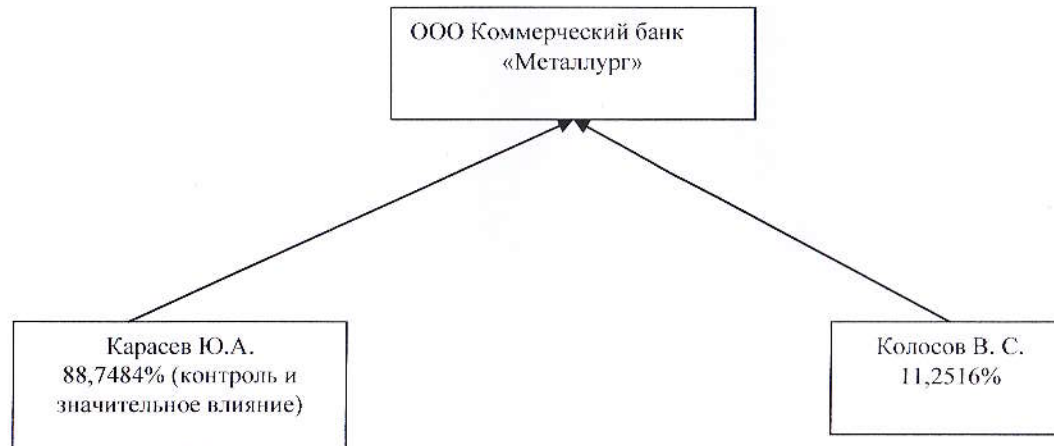 ООО Коммерческий банк
«Металлург»
Карасев Ю.А.
88,7484% (контроль и
значительное влияние)
Колосов В. С.
11,2516%